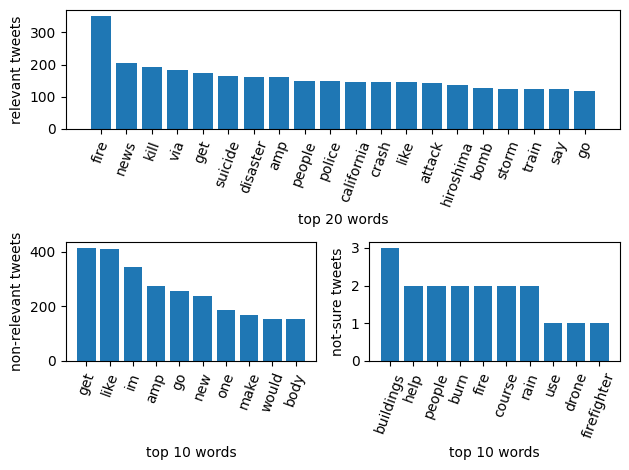 relevant tweets
300
200
100
0
fire
news
kill
via
get
suicide
disaster
amp
people
police
california
crash
like
attack
hiroshima
bomb
storm
train
say
go
top 20 words
non-relevant tweets
400
200
0
get
like
im
amp
go
new
one
make
would
body
top 10 words
not-sure tweets
3
2
1
0
buildings
help
people
burn
fire
course
rain
use
drone
firefighter
top 10 words